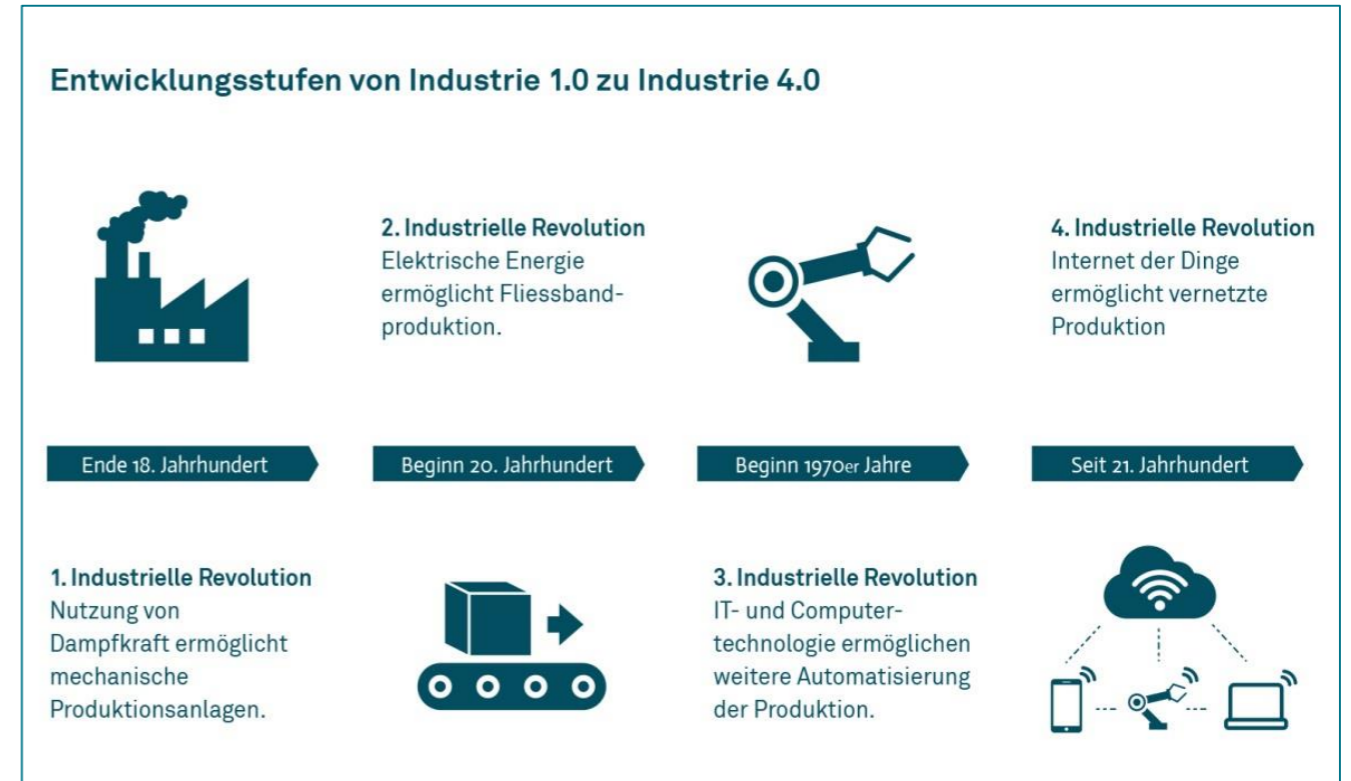 Entwicklungsstufen von Industrie 1.0 zu Industrie 4.0
2. Industrielle Revolution
Elektrische Energie
ermöglicht Fliessband-
produktion.
4. Industrielle Revolution
Internet der Dinge
ermöglicht vernetzte
Produktion
Ende 18. Jahrhundert
Beginn 20. Jahrhundert
Beginn 1970er Jahre
Seit 21. Jahrhundert
1. Industrielle Revolution
Nutzung von
Dampfkraft ermöglicht
mechanische
Produktionsanlagen.
3. Industrielle Revolution
IT- und Computer-
technologie ermöglichen
weitere Automatisierung
der Produktion.